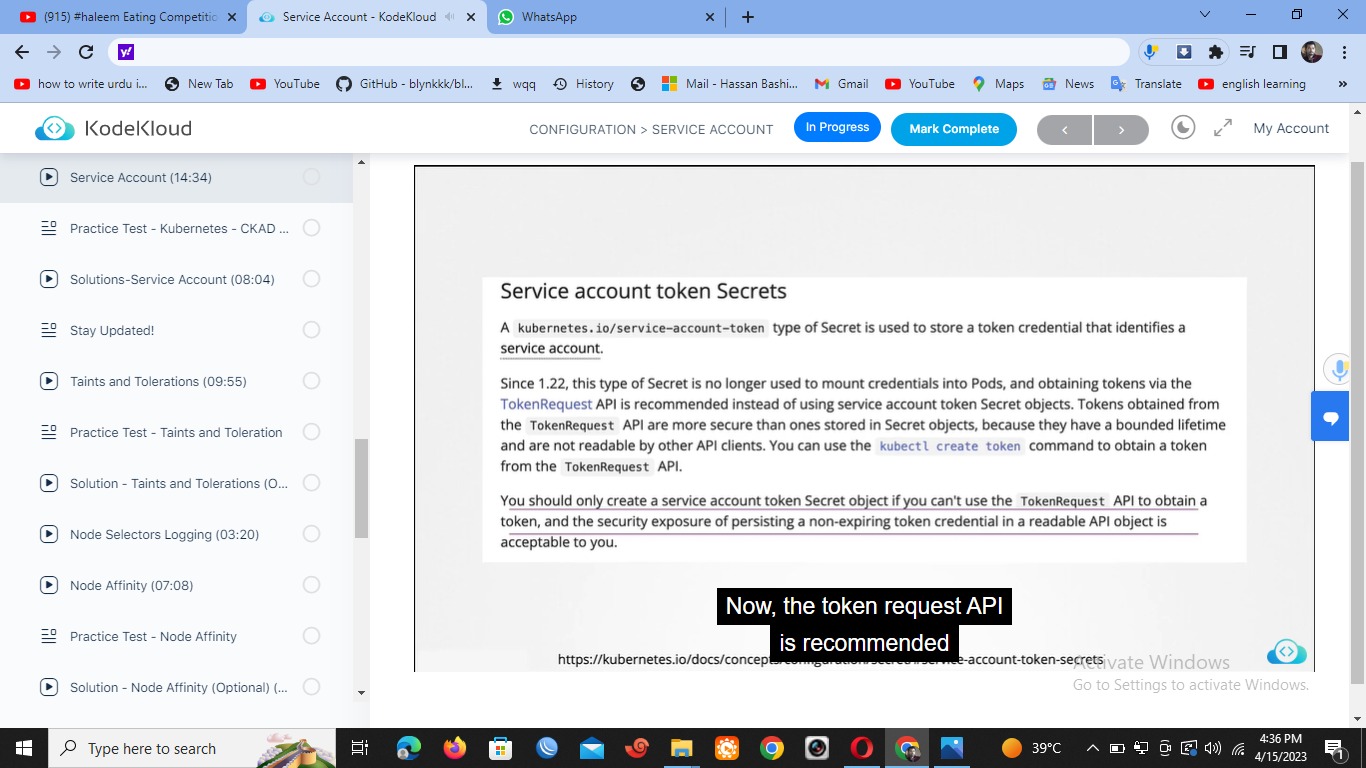 (915) #haleem Eating Competitio
Service Account - KodeKloud
WhatsApp
how to write urdu i...
New Tab
YouTube
GitHub - blynkkk/bl...
wqq
History
Mail - Hassan Bashi...
Gmail
YouTube
Maps
News
Translate
english learning
»
KodeKloud
CONFIGURATION > SERVICE ACCOUNT
In Progress
Mark Complete
My Account
Service Account (14:34)
Practice Test - Kubernetes - CKAD ...
Solutions-Service Account (08:04)
Stay Updated!
Taints and Tolerations (09:55)
Practice Test - Taints and Toleration
Solution - Taints and Tolerations (O...
Node Selectors Logging (03:20)
Node Affinity (07:08)
Practice Test - Node Affinity
Solution - Node Affinity (Optional) (...
Service account token Secrets
A kubernetes.io/service-account-token type of Secret is used to store a token credential that identifies a
service account.
Since 1.22, this type of Secret is no longer used to mount credentials into Pods, and obtaining tokens via the
TokenRequest API is recommended instead of using service account token Secret objects. Tokens obtained from
the TokenRequest API are more secure than ones stored in Secret objects, because they have a bounded lifetime
and are not readable by other API clients. You can use the kubectl create token command to obtain a token
from the TokenRequest API.
You should only create a service account token Secret object if you can't use the TokenRequest API to obtain a
token, and the security exposure of persisting a non-expiring token credential in a readable API object is
acceptable to you.
Now, the token request API
is recommended
https://kubernetes.io/docs/concepts/configuration/secret/#service-account-token-secrets
Activate Windows
Go to Settings to activate Windows.
Type here to search
39°C
4:36 PM
4/15/2023
1